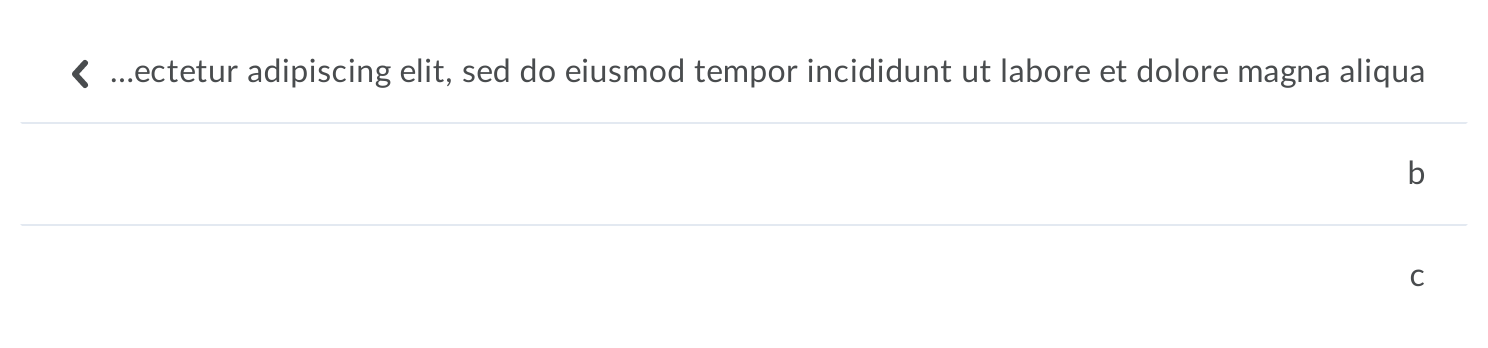 ...ectetur adipiscing elit, sed do eiusmod tempor incididunt ut labore et dolore magna aliqua
b
c